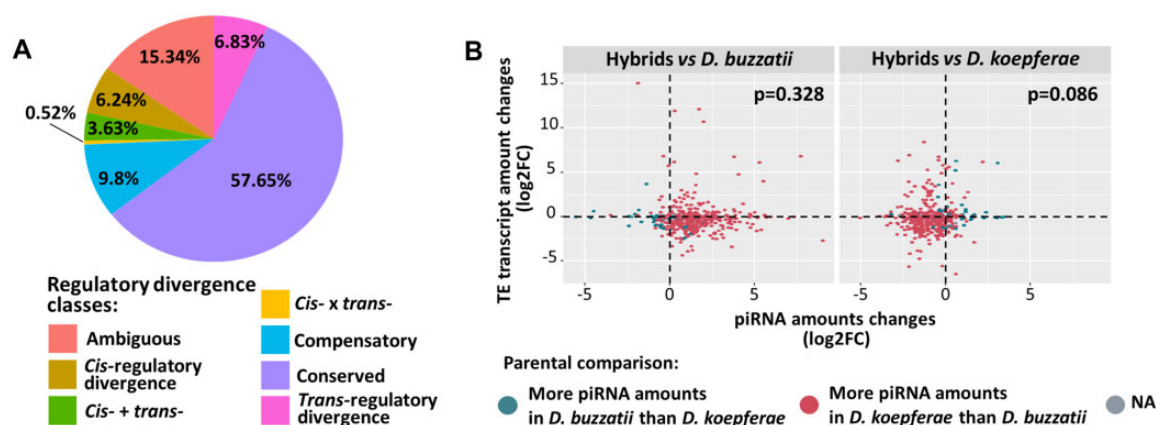 A
6.83%
15.34%
6.24%
0.52%
3.63%
9.8%
57.65%
Regulatory divergence
classes:
Ambiguous
Cis-regulatory
divergence
Cis- + trans-
Cis- x trans-
Compensatory
Conserved
Trans-regulatory
divergence
B
Hybrids vs D. buzzatii
Hybrids vs D. koepferae
p=0.328
p=0.086
TE transcript amount changes
(log2FC)
15
10
5
0
-5
-5
0
5
-5
0
5
piRNA amounts changes
(log2FC)
Parental comparison:
More piRNA amounts
in D. buzzatii than D. koepferae
More piRNA amounts
in D. koepferae than D. buzzatii
NA